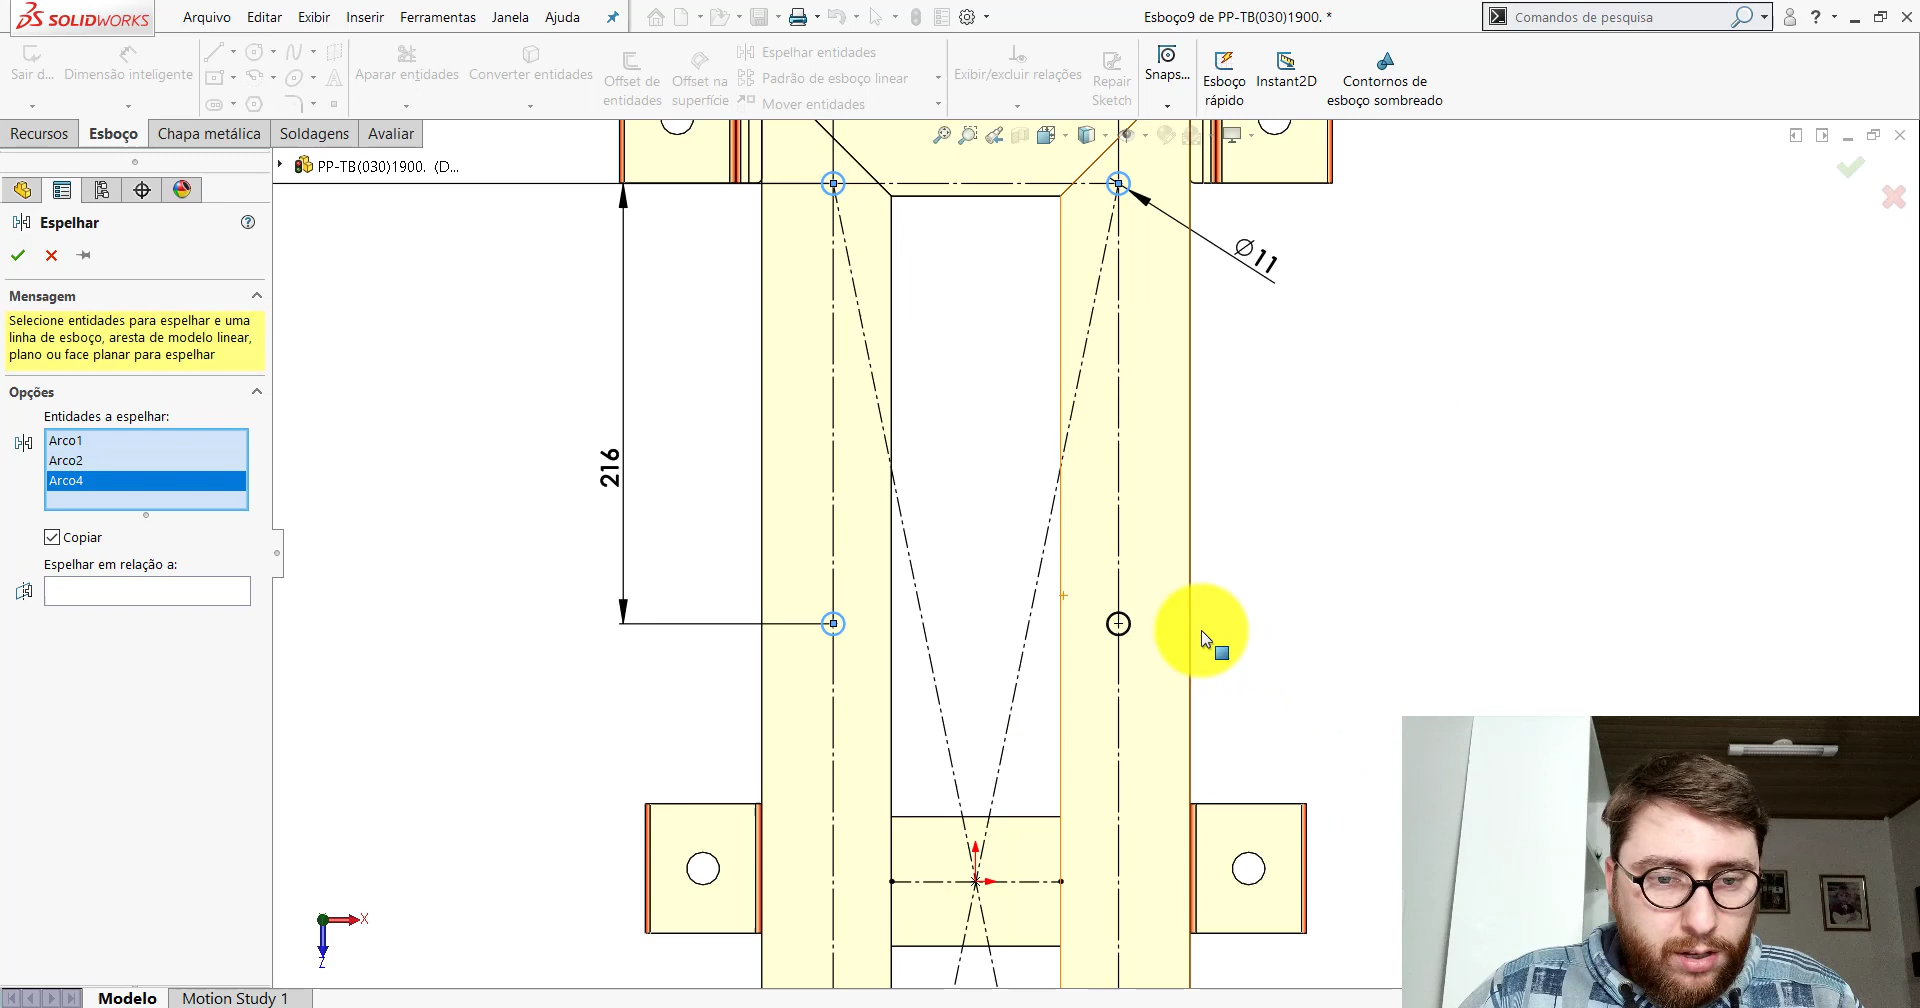 SOLIDWORKS
Arquivo Editar Exibir Inserir Ferramentas Janela Ajuda
Esboço9 de PP-TB(030)1900. *
Comandos de pesquisa
Sair d...
Dimensão inteligente
Aparar entidades
Converter entidades
Offset de entidades
Offset na superfície
Espelhar entidades
Padrão de esboço linear
Mover entidades
Exibir/excluir relações
Repair Sketch
Snaps...
Esboço rápido
Instant2D
Contornos de esboço sombreado
Recursos Esboço Chapa metálica Soldagens Avaliar
PP-TB(030)1900. (D...
Espelhar
Mensagem
Selecione entidades para espelhar e uma
linha de esboço, aresta de modelo linear,
plano ou face planar para espelhar
Opções
Entidades a espelhar:
Arco1
Arco2
Arco4
Copiar
Espelhar em relação a:
216
∅11
X
Z
Modelo Motion Study 1